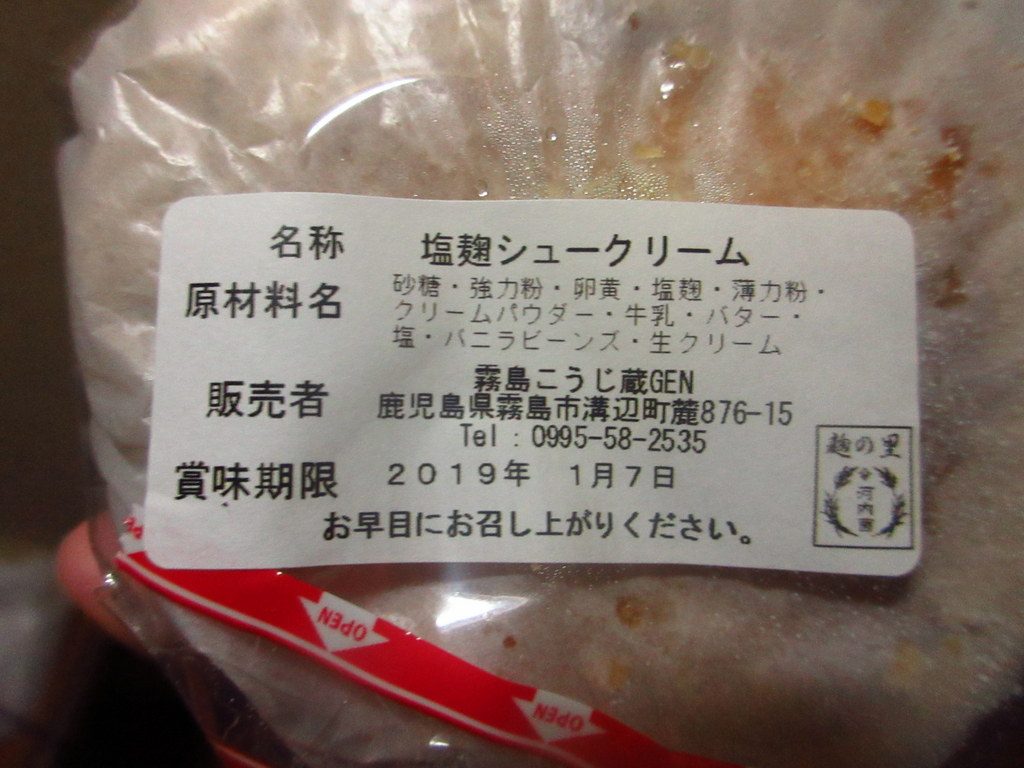 名称 塩麹シュークリーム
原材料名 砂糖・強力粉・卵黄・塩麹・薄力粉・
クリームパウダー・牛乳・バター・
塩・バニラビーンズ・生クリーム
販売者 霧島こうじ蔵GEN
鹿児島県霧島市溝辺町麓876-15
Tel：0995-58-2535
賞味期限 2019年 1月7日
お早目にお召し上がりください。
麹の里
河内菌
OPEN
OPEN